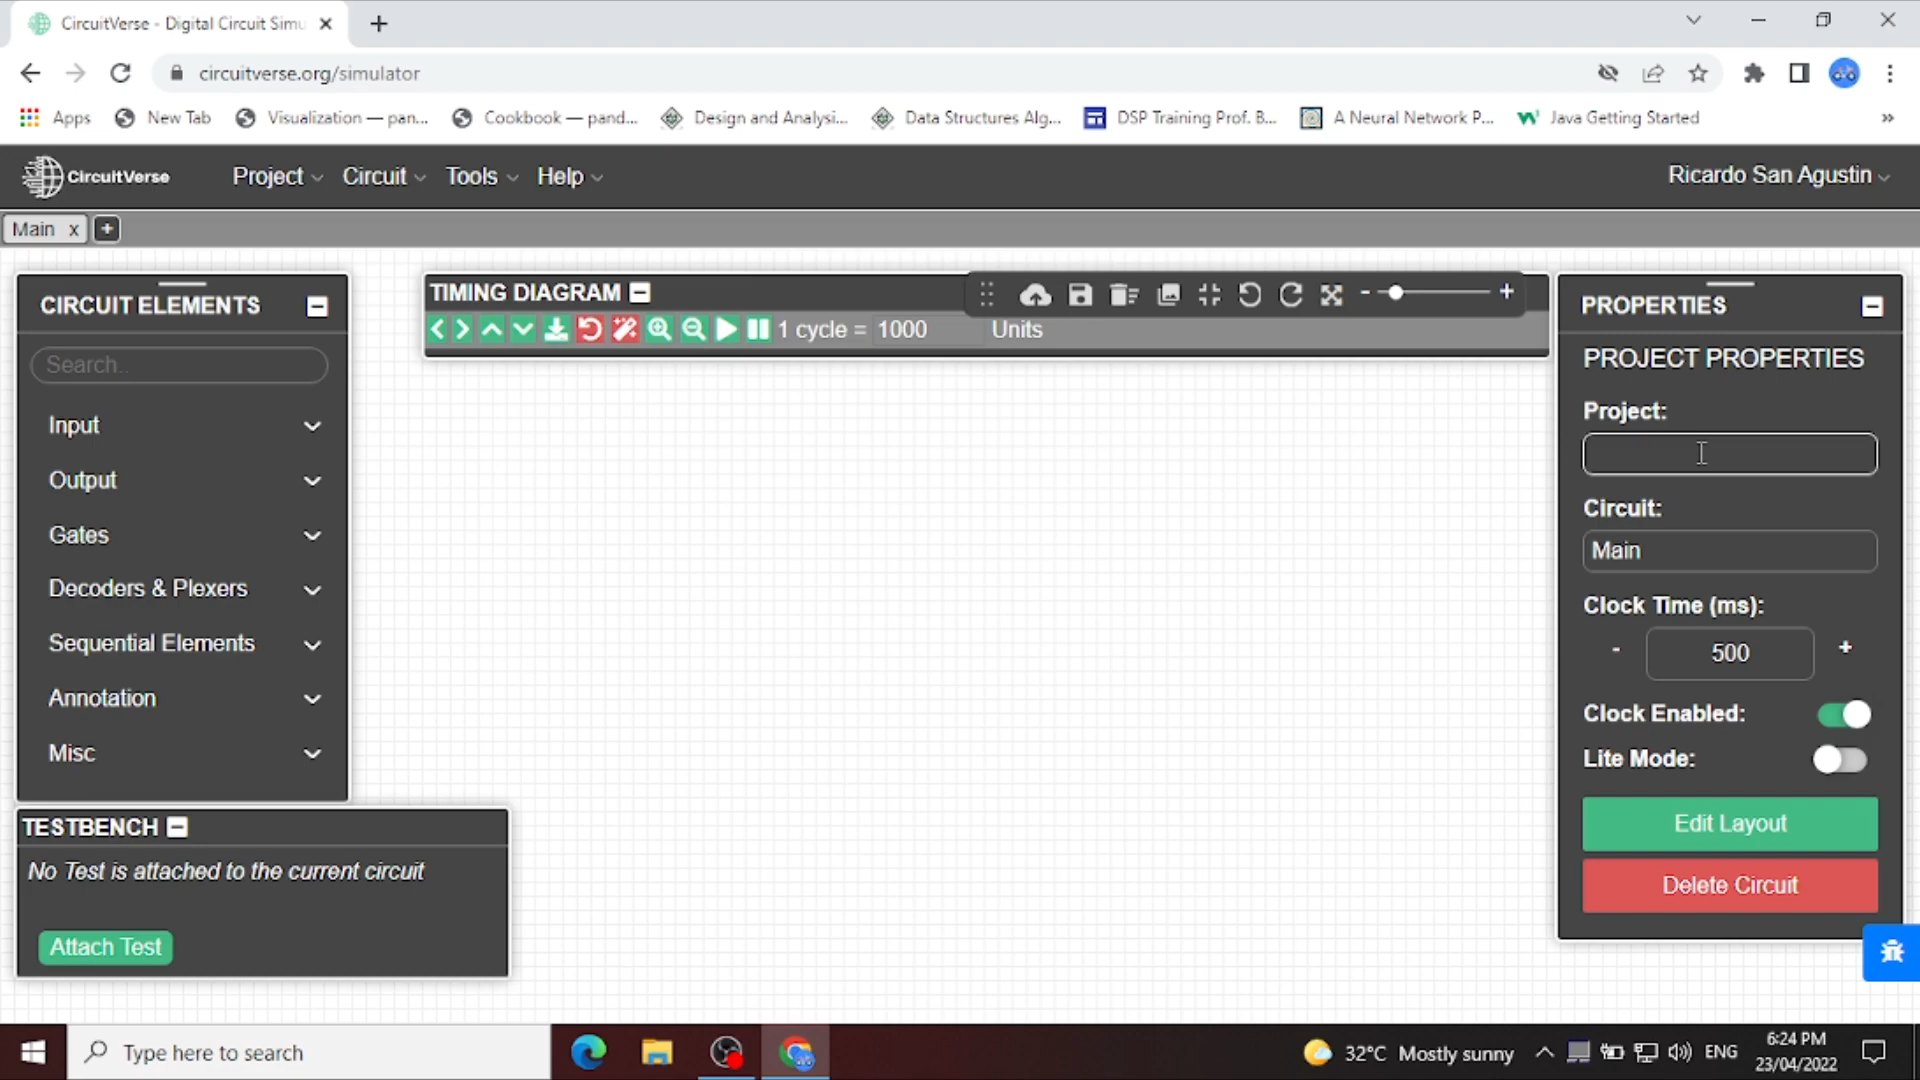 CircuitVerse - Digital Circuit Simu
circuitverse.org/simulator
Apps New Tab Visualization — pan... Cookbook — pand... Design and Analysi... Data Structures Alg... DSP Training Prof. B... A Neural Network P... Java Getting Started »
CircuitVerse Project Circuit Tools Help Ricardo San Agustin
Main x +
CIRCUIT ELEMENTS
Search..
Input
Output
Gates
Decoders & Plexers
Sequential Elements
Annotation
Misc
TIMING DIAGRAM
1 cycle = 1000 Units
PROPERTIES
PROJECT PROPERTIES
Project:
Circuit:
Main
Clock Time (ms):
- 500 +
Clock Enabled:
Lite Mode:
Edit Layout
Delete Circuit
TESTBENCH
No Test is attached to the current circuit
Attach Test
Type here to search
32°C Mostly sunny
ENG
6:24 PM
23/04/2022